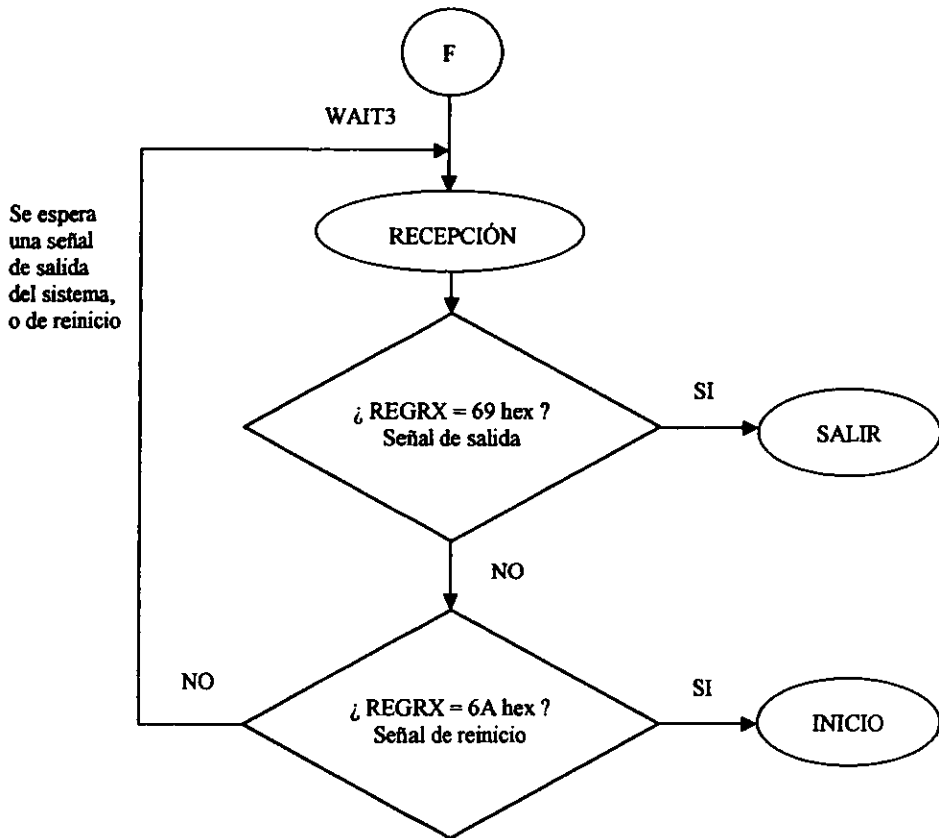 F
WAIT3
Se espera
una señal
de salida
del sistema,
o de reinicio
RECEPCIÓN
¿ REGRX = 69 hex ?
Señal de salida
SI
SALIR
NO
¿ REGRX = 6A hex ?
Señal de reinicio
NO
SI
INICIO